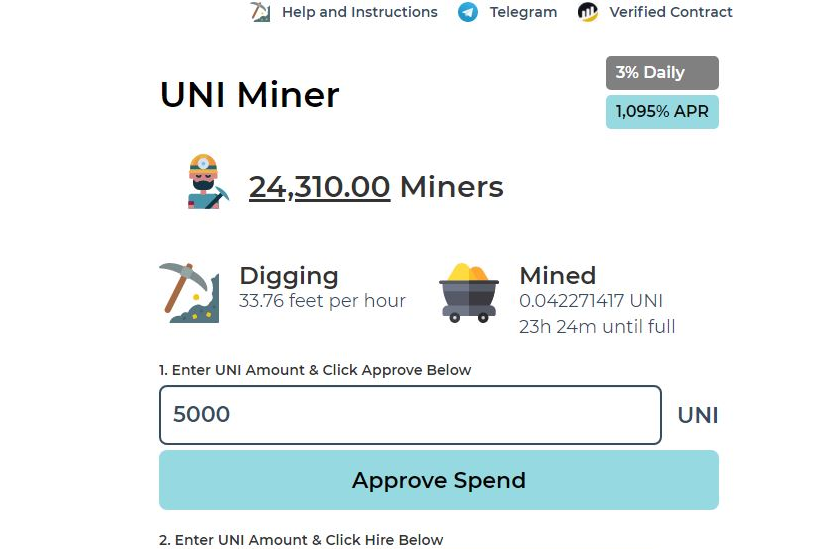 Help and Instructions Telegram Verified Contract
3% Daily
UNI Miner
1,095% APR
24,310.00 Miners
Digging
33.76 feet per hour
Mined
0.042271417 UNI
23h 24m until full
1. Enter UNI Amount & Click Approve Below
5000 UNI
Approve Spend
2. Enter UNI Amount & Click Hire Below